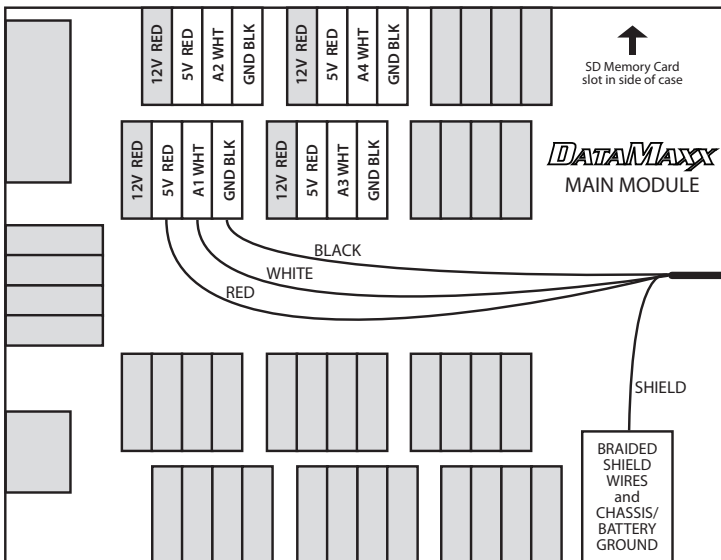 12V RED
5V RED
A2 WHT
GND BLK
12V RED
5V RED
A4 WHT
GND BLK
SD Memory Card
slot in side of case
12V RED
5V RED
A1 WHT
GND BLK
12V RED
5V RED
A3 WHT
GND BLK
DATAMAXX
MAIN MODULE
BLACK
WHITE
RED
SHIELD
BRAIDED
SHIELD
WIRES
and
CHASSIS/
BATTERY
GROUND